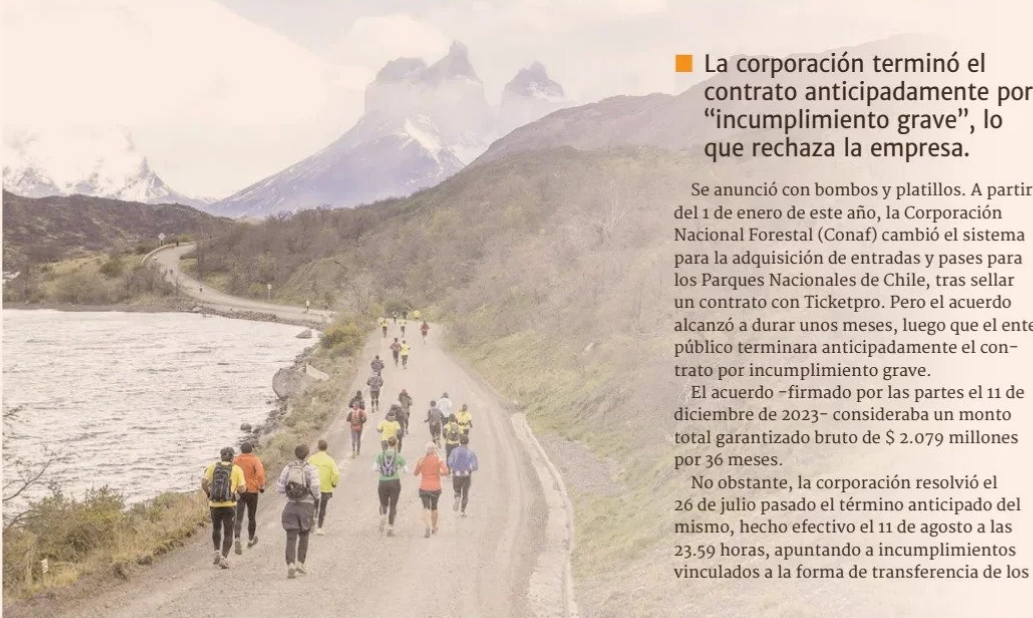 La corporación terminó el
contrato anticipadamente por
“incumplimiento grave”, lo
que rechaza la empresa.
Se anunció con bombos y platillos. A partir
del 1 de enero de este año, la Corporación
Nacional Forestal (Conaf) cambió el sistema
para la adquisición de entradas y pases para
los Parques Nacionales de Chile, tras sellar
un contrato con Ticketpro. Pero el acuerdo
alcanzó a durar unos meses, luego que el ente
público terminara anticipadamente el con-
trato por incumplimiento grave.
El acuerdo -firmado por las partes el 11 de
diciembre de 2023- consideraba un monto
total garantizado bruto de $ 2.079 millones
por 36 meses.
No obstante, la corporación resolvió el
26 de julio pasado el término anticipado del
mismo, hecho efectivo el 11 de agosto a las
23.59 horas, apuntando a incumplimientos
vinculados a la forma de transferencia de los